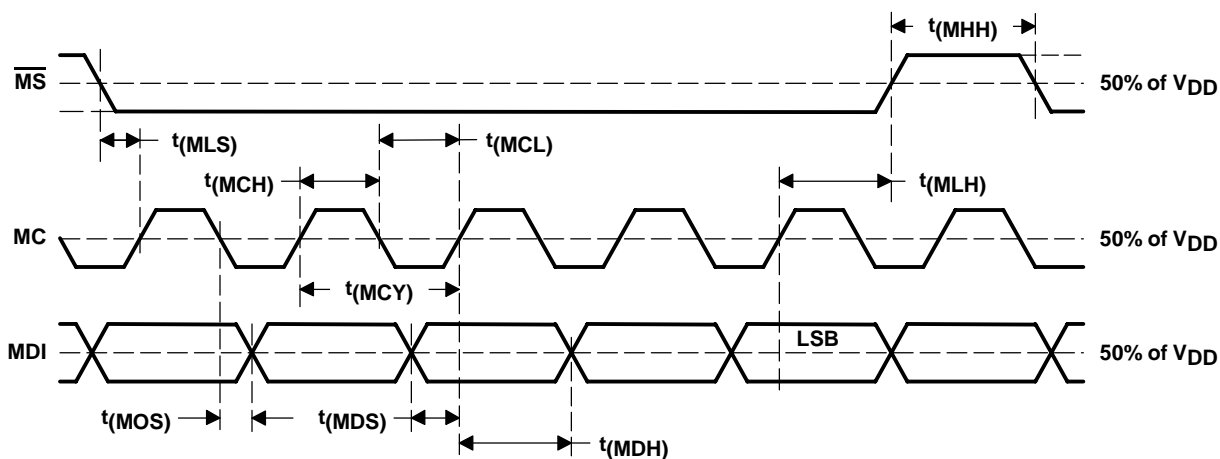 t(MHH)
MS
50% of VDD
t(MLS)
t(MCL)
t(MCH)
t(MLH)
MC
50% of VDD
t(MCY)
LSB
MDI
50% of VDD
t(MOS)
t(MDS)
t(MDH)